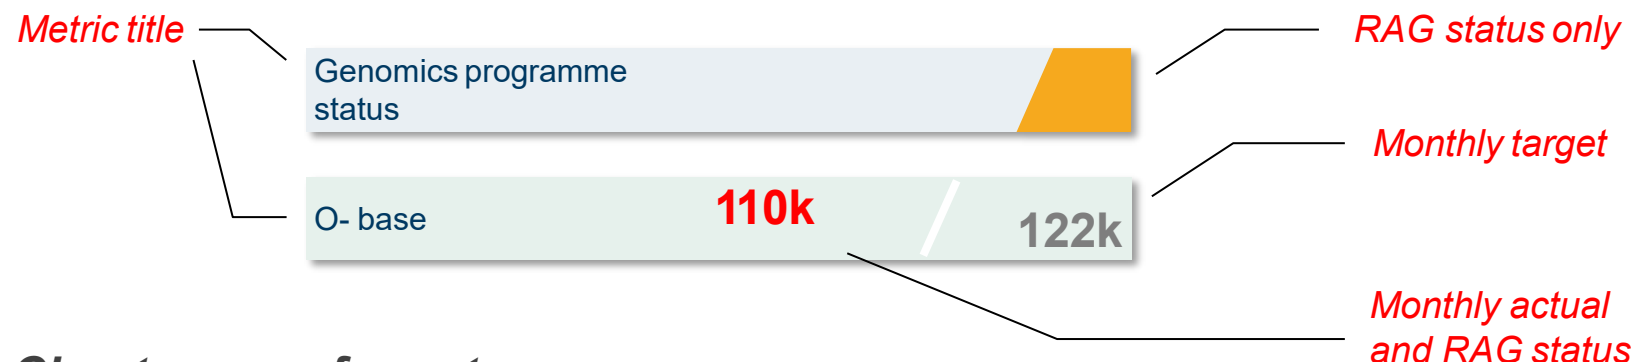 Metric title
RAG status only
Genomics programme
status
Monthly target
O- base
110k
122k
Monthly actual
and RAG status